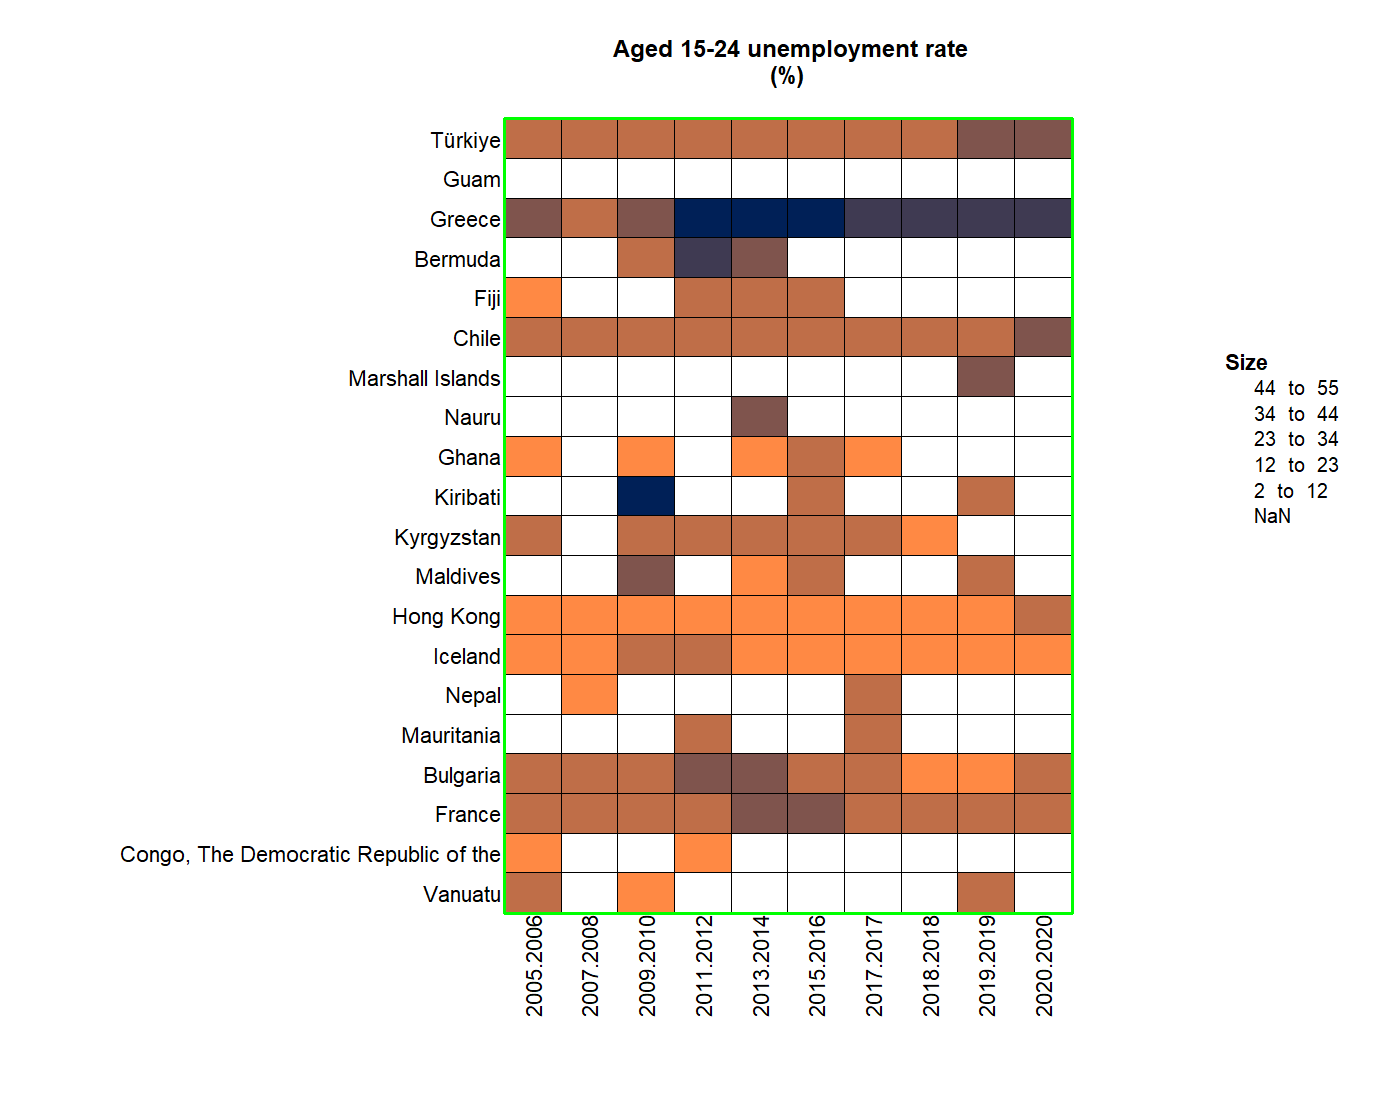 Aged 15-24 unemployment rate
(%)
Türkiye
Guam
Greece
Bermuda
Fiji
Chile
Marshall Islands
Nauru
Ghana
Kiribati
Kyrgyzstan
Maldives
Hong Kong
Iceland
Nepal
Mauritania
Bulgaria
France
Congo, The Democratic Republic of the
Vanuatu
2005.2006
2007.2008
2009.2010
2011.2012
2013.2014
2015.2016
2017.2017
2018.2018
2019.2019
2020.2020
Size
44 to 55
34 to 44
23 to 34
12 to 23
2 to 12
NaN